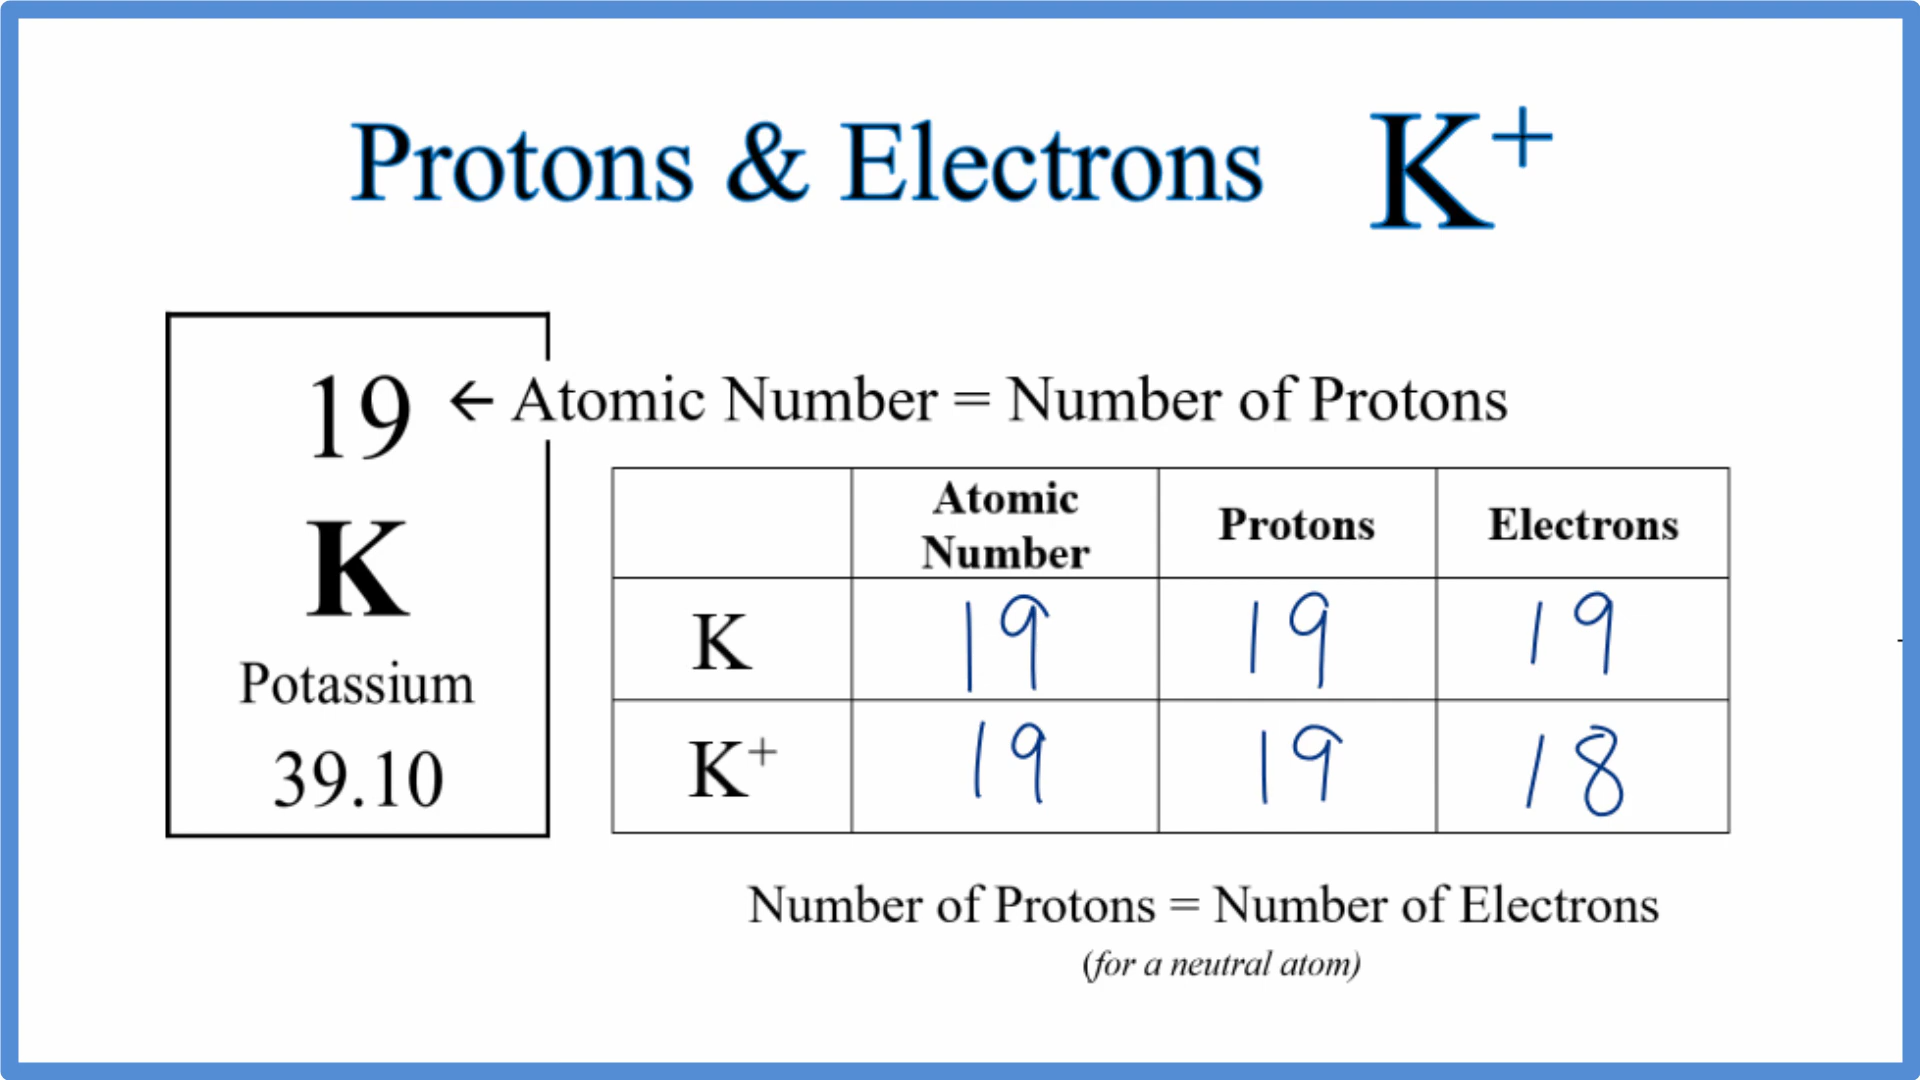 Protons & Electrons K⁺
19 ← Atomic Number = Number of Protons
K
Potassium
39.10
Atomic Number Protons Electrons
K 19 19 19
K⁺ 19 19 18
Number of Protons = Number of Electrons
(for a neutral atom)